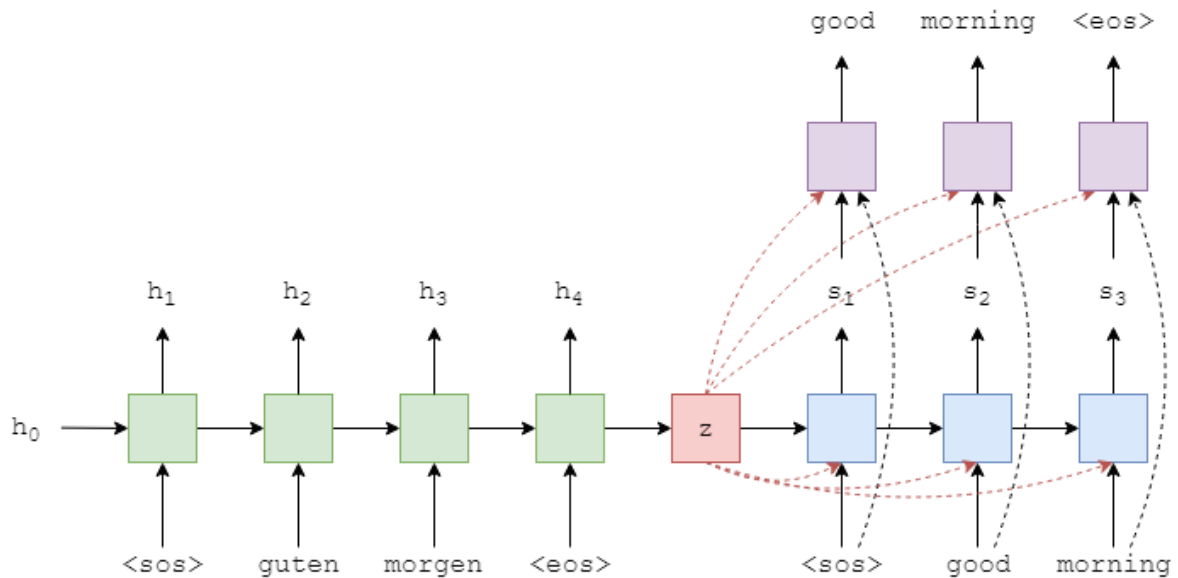 good morning <eos>
h₁ h₂ h₃ h₄ s₁ s₂ s₃
h₀ z
<sos> guten morgen <eos> <sos> good morning